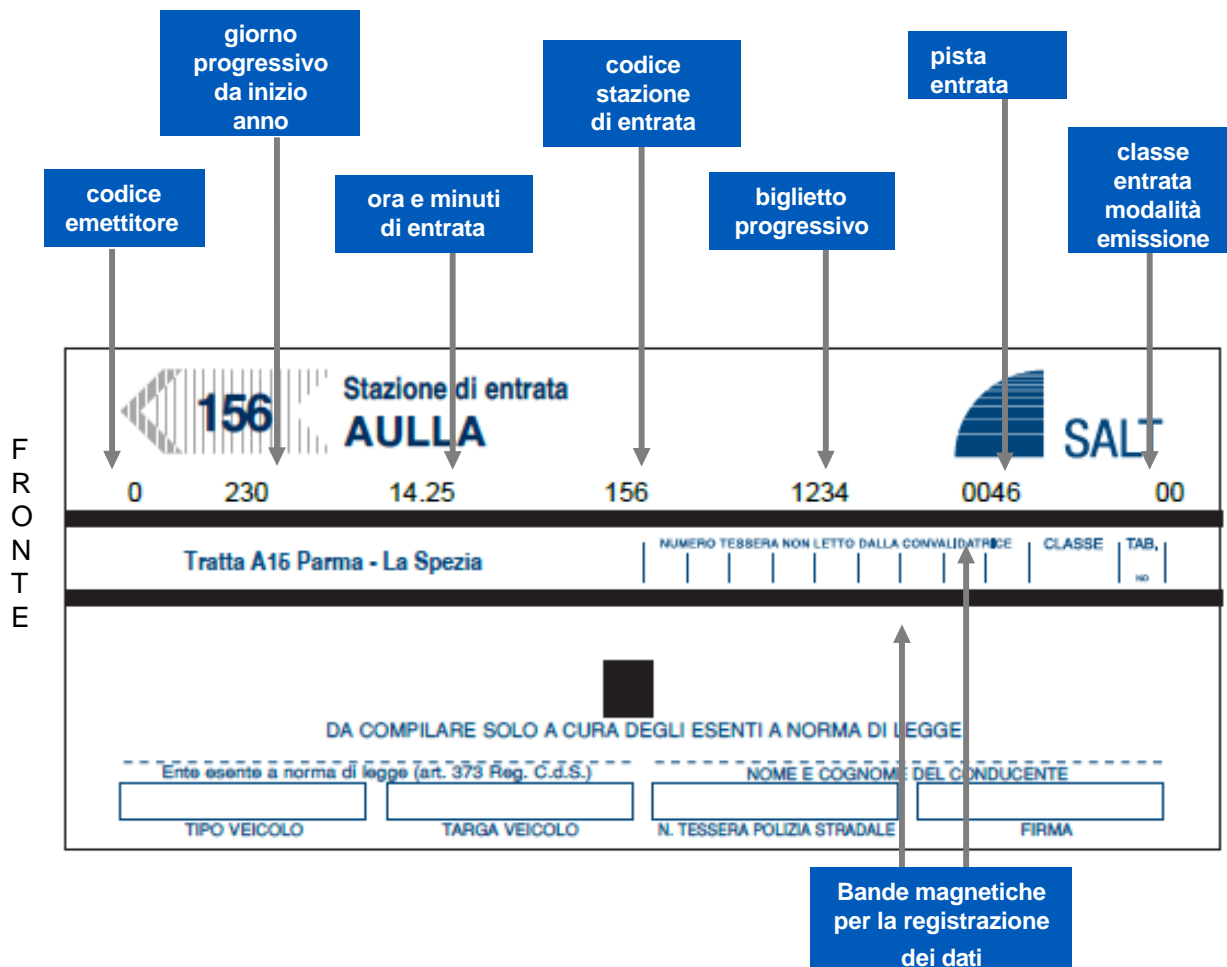 giorno
progressivo
da inizio
anno
codice
stazione
di entrata
pista
entrata
classe
entrata
modalità
emissione
codice
emettitore
ora e minuti
di entrata
biglietto
progressivo
FRONTE
156
Stazione di entrata
AULLA
SALT
0 230 14.25 156 1234 0046 00
Tratta A15 Parma - La Spezia
NUMERO TESSERA NON LETTO DALLA CONVALIDATRICE CLASSE TAB.
NO
DA COMPILARE SOLO A CURA DEGLI ESENTI A NORMA DI LEGGE
Ente esente a norma di legge (art. 373 Reg. C.d.S.) NOME E COGNOME DEL CONDUCENTE
TIPO VEICOLO TARGA VEICOLO N. TESSERA POLIZIA STRADALE FIRMA
Bande magnetiche
per la registrazione
dei dati